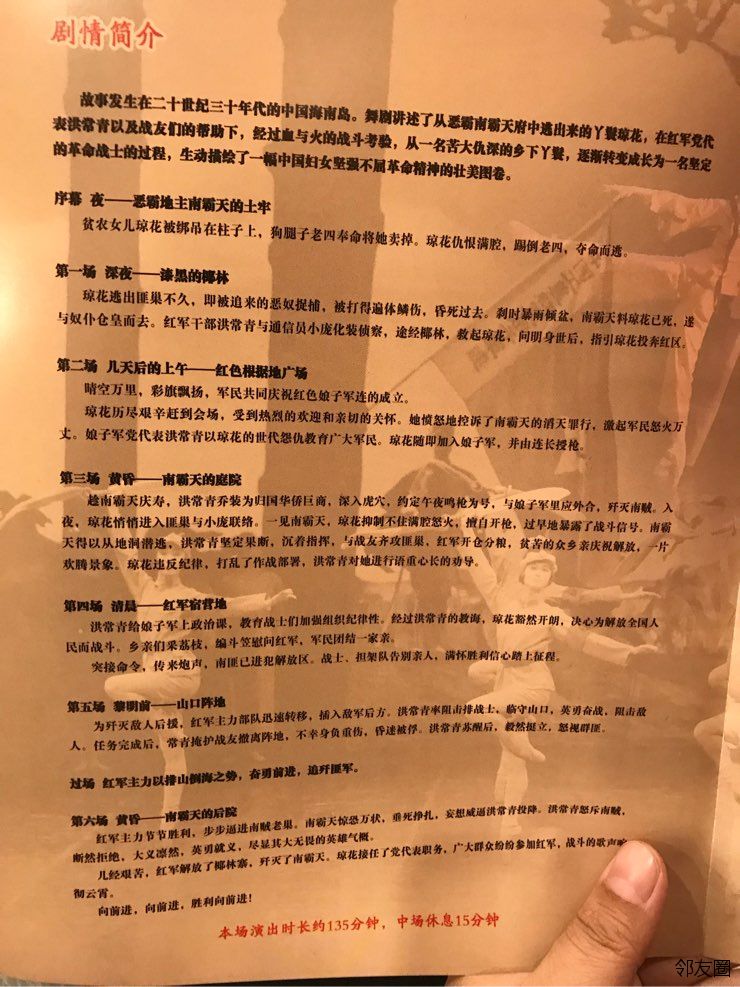 剧情简介
故事发生在二十世纪三十年代的中国海南岛。舞剧讲述了从恶霸南霸天府中逃出来的丫鬟琼花，在红军党代
表洪常青以及战友们的帮助下，经过血与火的战斗考验，从一名苦大仇深的乡下丫鬟，逐渐转变成长为一名坚定
的革命战士的过程，生动描绘了一幅中国妇女坚强不屈革命精神的壮美图卷。
序幕 夜——恶霸地主南霸天的土牢
贫农女儿琼花被绑吊在柱子上，狗腿子老四奉命将她卖掉。琼花仇恨满腔，踢倒老四，夺命而逃。
第一场 深夜——漆黑的椰林
琼花逃出匪巢不久，即被追来的恶奴捉捕，被打得遍体鳞伤，昏死过去。刹时暴雨倾盆，南霸天料琼花已死，遂
与奴仆仓皇而去。红军干部洪常青与通信员小庞化装侦察，途经椰林，救起琼花，问明身世后，指引琼花投奔红区。
第二场 几天后的上午——红色根据地广场
晴空万里，彩旗飘扬，军民共同庆祝红色娘子军连的成立。
琼花历尽艰辛赶到会场，受到热烈的欢迎和亲切的关怀。她愤怒地控诉了南霸天的滔天罪行，激起军民怒火万
丈。娘子军党代表洪常青以琼花的世代怨仇教育广大军民。琼花随即加入娘子军，并由连长授枪。
第三场 黄昏——南霸天的庭院
趁南霸天庆寿，洪常青乔装为归国华侨巨商，深入虎穴，约定午夜鸣枪为号，与娘子军里应外合，歼灭南贼。入
夜，琼花悄悄进入匪巢与小庞联络。一见南霸天，琼花抑制不住满腔怒火，擅自开枪，过早地暴露了战斗信号。南霸
天得以从地洞潜逃，洪常青坚定果断，沉着指挥，与战友齐攻匪巢，红军开仓分粮，贫苦的众乡亲庆祝解放，一片
欢腾景象。琼花违反纪律，打乱了作战部署，洪常青对她进行语重心长的劝导。
第四场 清晨——红军宿营地
洪常青给娘子军上政治课，教育战士们加强组织纪律性。经过洪常青的教诲，琼花豁然开朗，决心为解放全国人
民而战斗。乡亲们采荔枝，编斗笠慰问红军，军民团结一家亲。
突接命令，传来炮声，南匪已进犯解放区。战士、担架队告别亲人，满怀胜利信心踏上征程。
第五场 黎明前——山口阵地
为歼灭敌人后援，红军主力部队迅速转移，插入敌军后方。洪常青率阻击排战士，临守山口，英勇奋战，阻击敌
人。任务完成后，常青掩护战友撤离阵地，不幸身负重伤，昏迷被俘。洪常青苏醒后，毅然挺立，怒视群匪。
过场 红军主力以排山倒海之势，奋勇前进，追歼匪军。
第六场 黄昏——南霸天的后院
红军主力节节胜利，步步逼进南贼老巢。南霸天惊恐万状，垂死挣扎，妄想威逼洪常青投降。洪常青怒斥南贼，
断然拒绝，大义凛然，英勇就义，尽显其大无畏的英雄气概。
几经艰苦，红军解放了椰林寨，歼灭了南霸天。琼花接任了党代表职务，广大群众纷纷参加红军，战斗的歌声
彻云霄。
向前进，向前进，胜利向前进！
本场演出时长约135分钟，中场休息15分钟
邻友圈